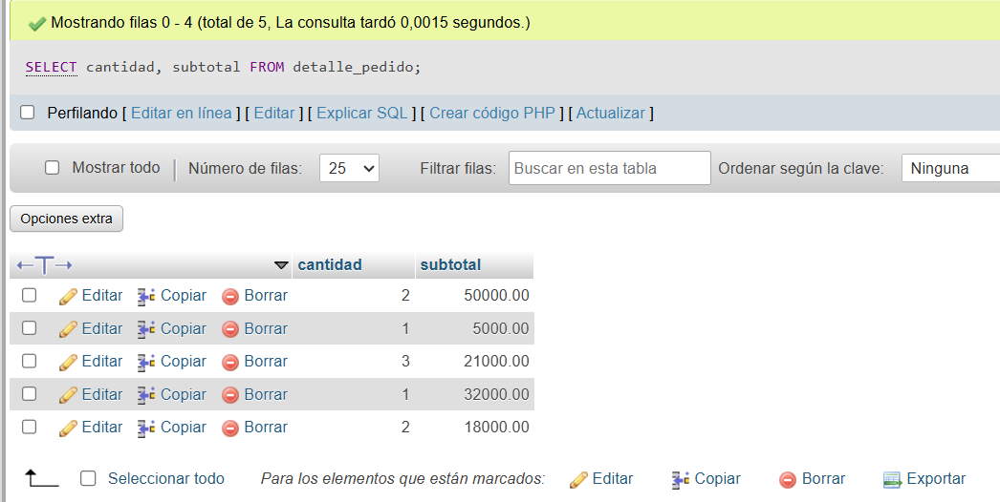 Mostrando filas 0 - 4 (total de 5, La consulta tardó 0,0015 segundos.)
SELECT cantidad, subtotal FROM detalle_pedido;
Perfilando [ Editar en línea ] [ Editar ] [ Explicar SQL ] [ Crear código PHP ] [ Actualizar ]
Mostrar todo | Número de filas: 25 Filtrar filas: Buscar en esta tabla Ordenar según la clave: Ninguna
Opciones extra
←T→ cantidad subtotal
Editar Copiar Borrar 2 50000.00
Editar Copiar Borrar 1 5000.00
Editar Copiar Borrar 3 21000.00
Editar Copiar Borrar 1 32000.00
Editar Copiar Borrar 2 18000.00
Seleccionar todo Para los elementos que están marcados: Editar Copiar Borrar Exportar